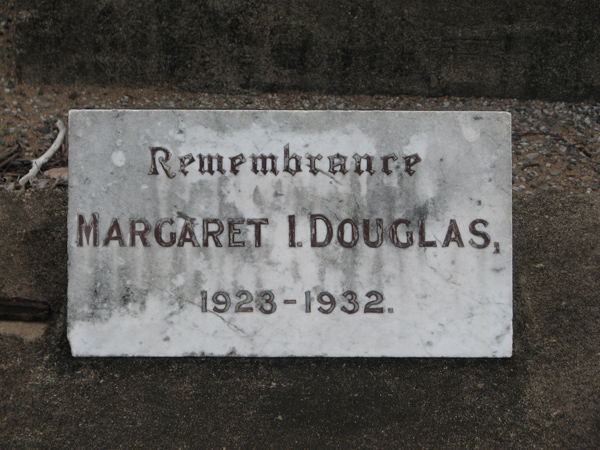 Remembrance
MARGARET I. DOUGLAS,
1923-1932.